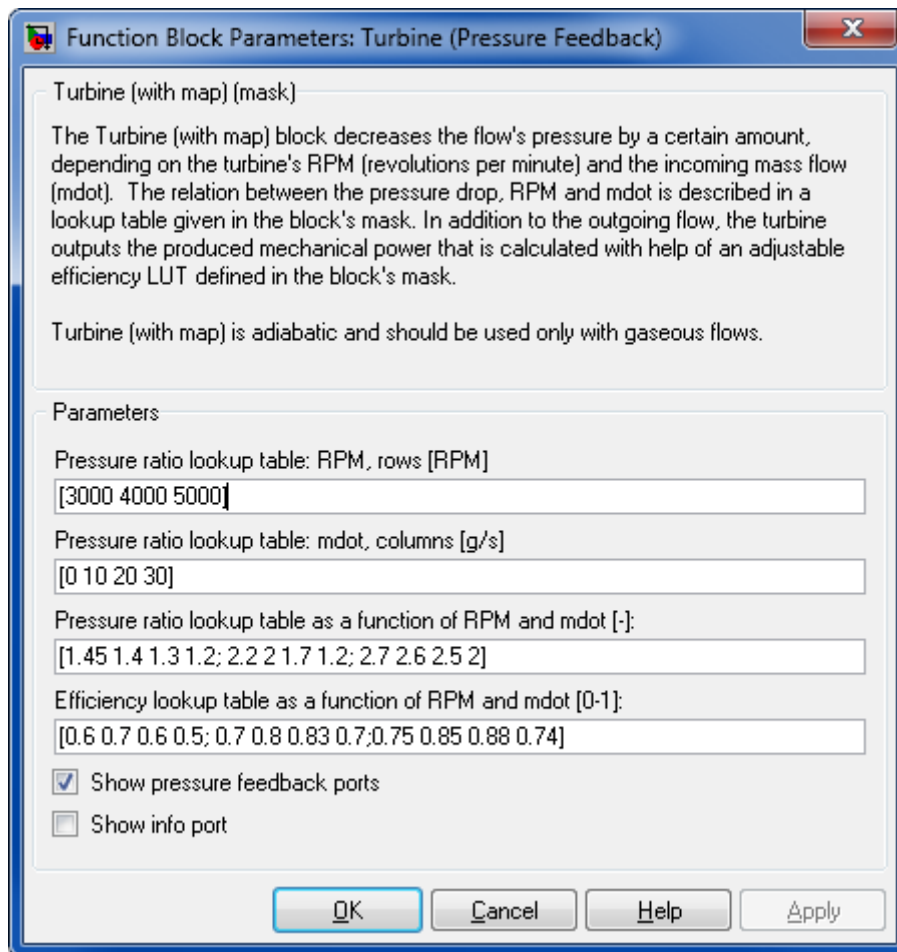 Function Block Parameters: Turbine (Pressure Feedback)
Turbine (with map) (mask)
The Turbine (with map) block decreases the flow's pressure by a certain amount,
depending on the turbine's RPM (revolutions per minute) and the incoming mass flow
(mdot).  The relation between the pressure drop, RPM and mdot is described in a
lookup table given in the block's mask. In addition to the outgoing flow, the turbine
outputs the produced mechanical power that is calculated with help of an adjustable
efficiency LUT defined in the block's mask.
Turbine (with map) is adiabatic and should be used only with gaseous flows.
Parameters
Pressure ratio lookup table: RPM, rows [RPM]
[3000 4000 5000]
Pressure ratio lookup table: mdot, columns [g/s]
[0 10 20 30]
Pressure ratio lookup table as a function of RPM and mdot [-]:
[1.45 1.4 1.3 1.2; 2.2 2 1.7 1.2; 2.7 2.6 2.5 2]
Efficiency lookup table as a function of RPM and mdot [0-1]:
[0.6 0.7 0.6 0.5; 0.7 0.8 0.83 0.7;0.75 0.85 0.88 0.74]
Show pressure feedback ports
Show info port
OK Cancel Help Apply